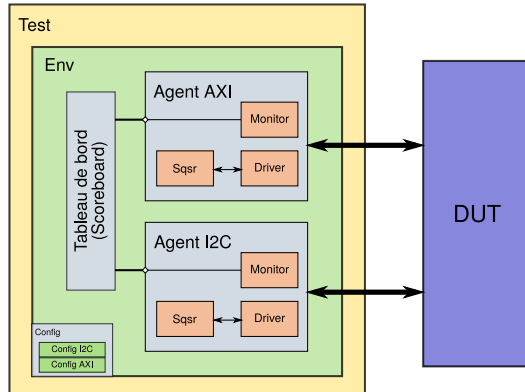 Test
Env
Agent AXI
Monitor
Sqsr
Driver
Tableau de bord
(Scoreboard)
Agent I2C
Monitor
Sqsr
Driver
Config
Config I2C
Config AXI
DUT